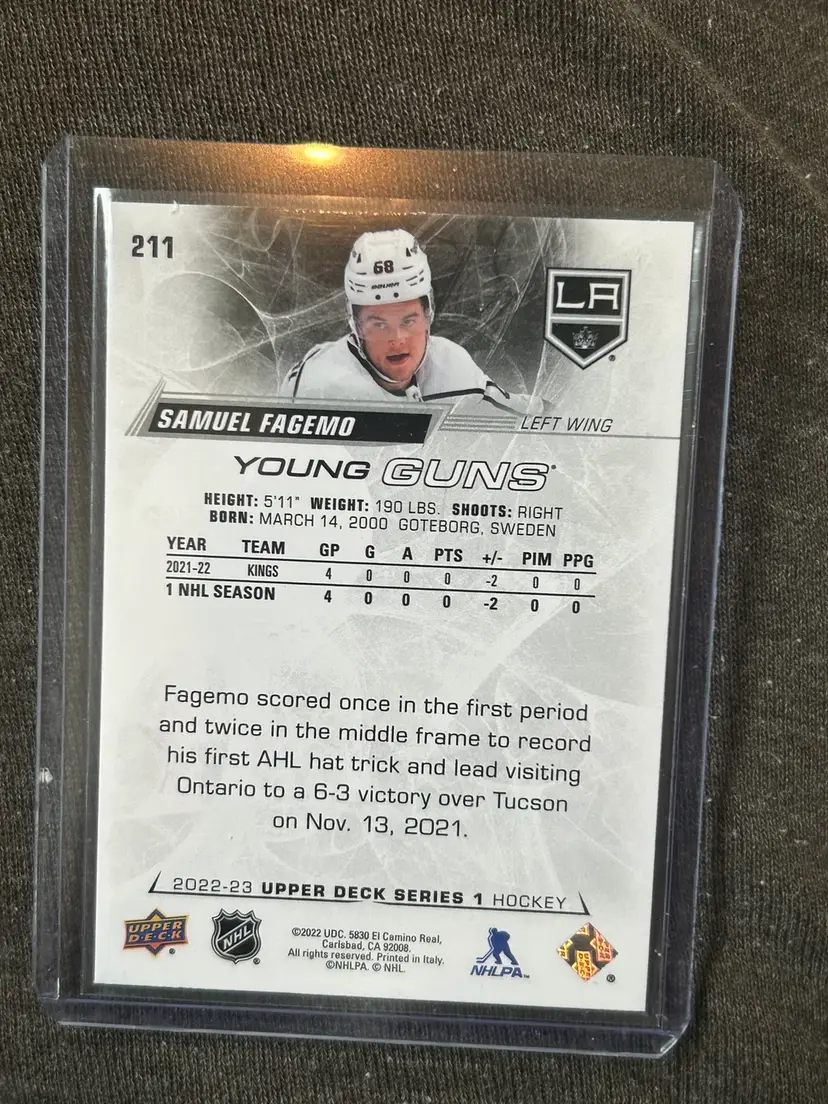 211
68
BAUER
LA
SAMUEL FAGEMO
LEFT WING
YOUNG GUNS
HEIGHT: 5'11" WEIGHT: 190 LBS. SHOOTS: RIGHT
BORN: MARCH 14, 2000 GOTEBORG, SWEDEN
YEAR TEAM GP G A PTS +/- PIM PPG
2021-22 KINGS 4 0 0 0 -2 0 0
1 NHL SEASON 4 0 0 0 -2 0 0
Fagemo scored once in the first period
and twice in the middle frame to record
his first AHL hat trick and lead visiting
Ontario to a 6-3 victory over Tucson
on Nov. 13, 2021.
2022-23 UPPER DECK SERIES 1 HOCKEY
UPPER
DECK
NHL
©2022 UDC. 5830 El Camino Real,
Carlsbad, CA 92008.
All rights reserved. Printed in Italy.
©NHLPA. © NHL.
NHLPA™